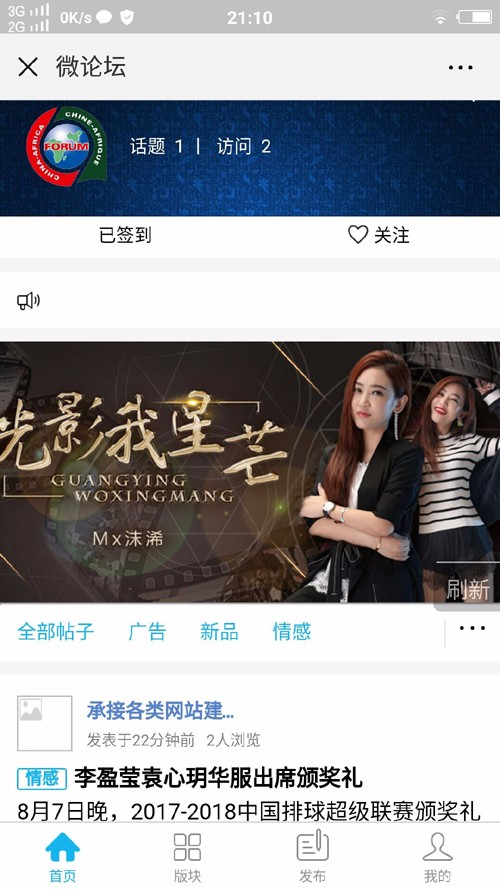 3G
2G
0K/s
21:10
微论坛
CHINA-AFRICA
CHINE-AFRIQUE
FORUM
话题 1 | 访问 2
已签到
关注
光影我星芒
GUANGYING
WOXINGMANG
Mx沫浠
刷新
全部帖子 广告 新品 情感
承接各类网站建...
发表于22分钟前 2人浏览
情感 李盈莹袁心玥华服出席颁奖礼
8月7日晚，2017-2018中国排球超级联赛颁奖礼
首页 版块 发布 我的